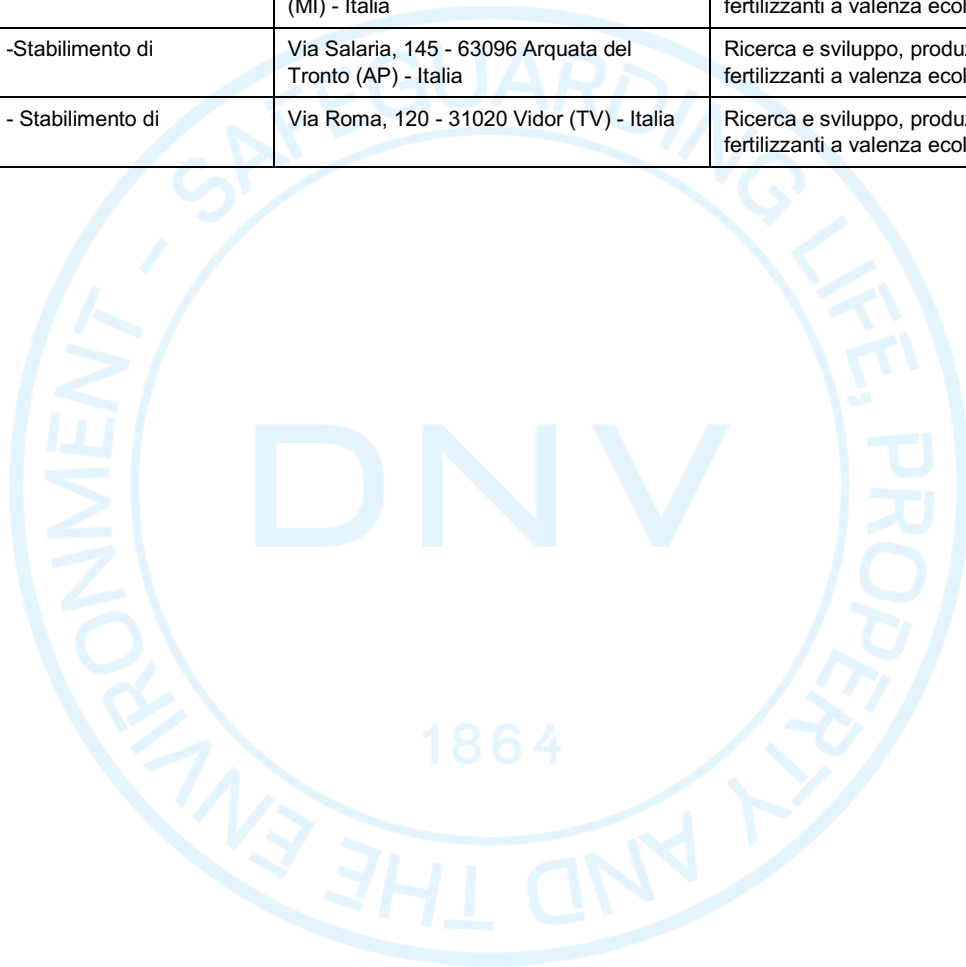 (MI) - Italia
fertilizzanti a valenza ecol
-Stabilimento di
Via Salaria, 145 - 63096 Arquata del
Tronto (AP) - Italia
Ricerca e sviluppo, produz
fertilizzanti a valenza ecol
- Stabilimento di
Via Roma, 120 - 31020 Vidor (TV) - Italia
Ricerca e sviluppo, produz
fertilizzanti a valenza ecol
SAFEGUARDING LIFE, PROPERTY AND THE ENVIRONMENT -
DNV
1864